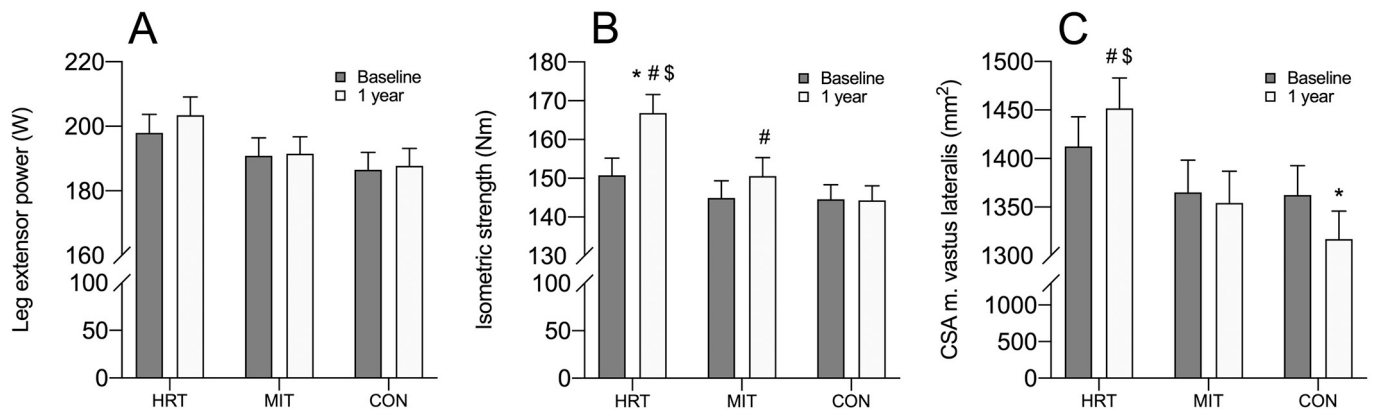 A
Leg extensor power (W)
220
200
180
160
100
50
0
Baseline
1 year
HRT
MIT
CON
B
Isometric strength (Nm)
180
170
160
150
140
130
100
50
0
* # $
#
Baseline
1 year
HRT
MIT
CON
C
CSA m. vastus lateralis (mm²)
1500
1450
1400
1350
1300
1000
500
0
# $
*
Baseline
1 year
HRT
MIT
CON